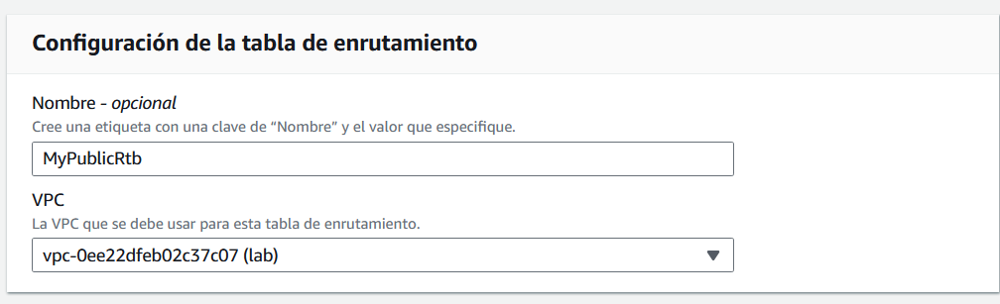 Configuración de la tabla de enrutamiento
Nombre - opcional
Cree una etiqueta con una clave de “Nombre” y el valor que especifique.
MyPublicRtb
VPC
La VPC que se debe usar para esta tabla de enrutamiento.
vpc-0ee22dfeb02c37c07 (lab)